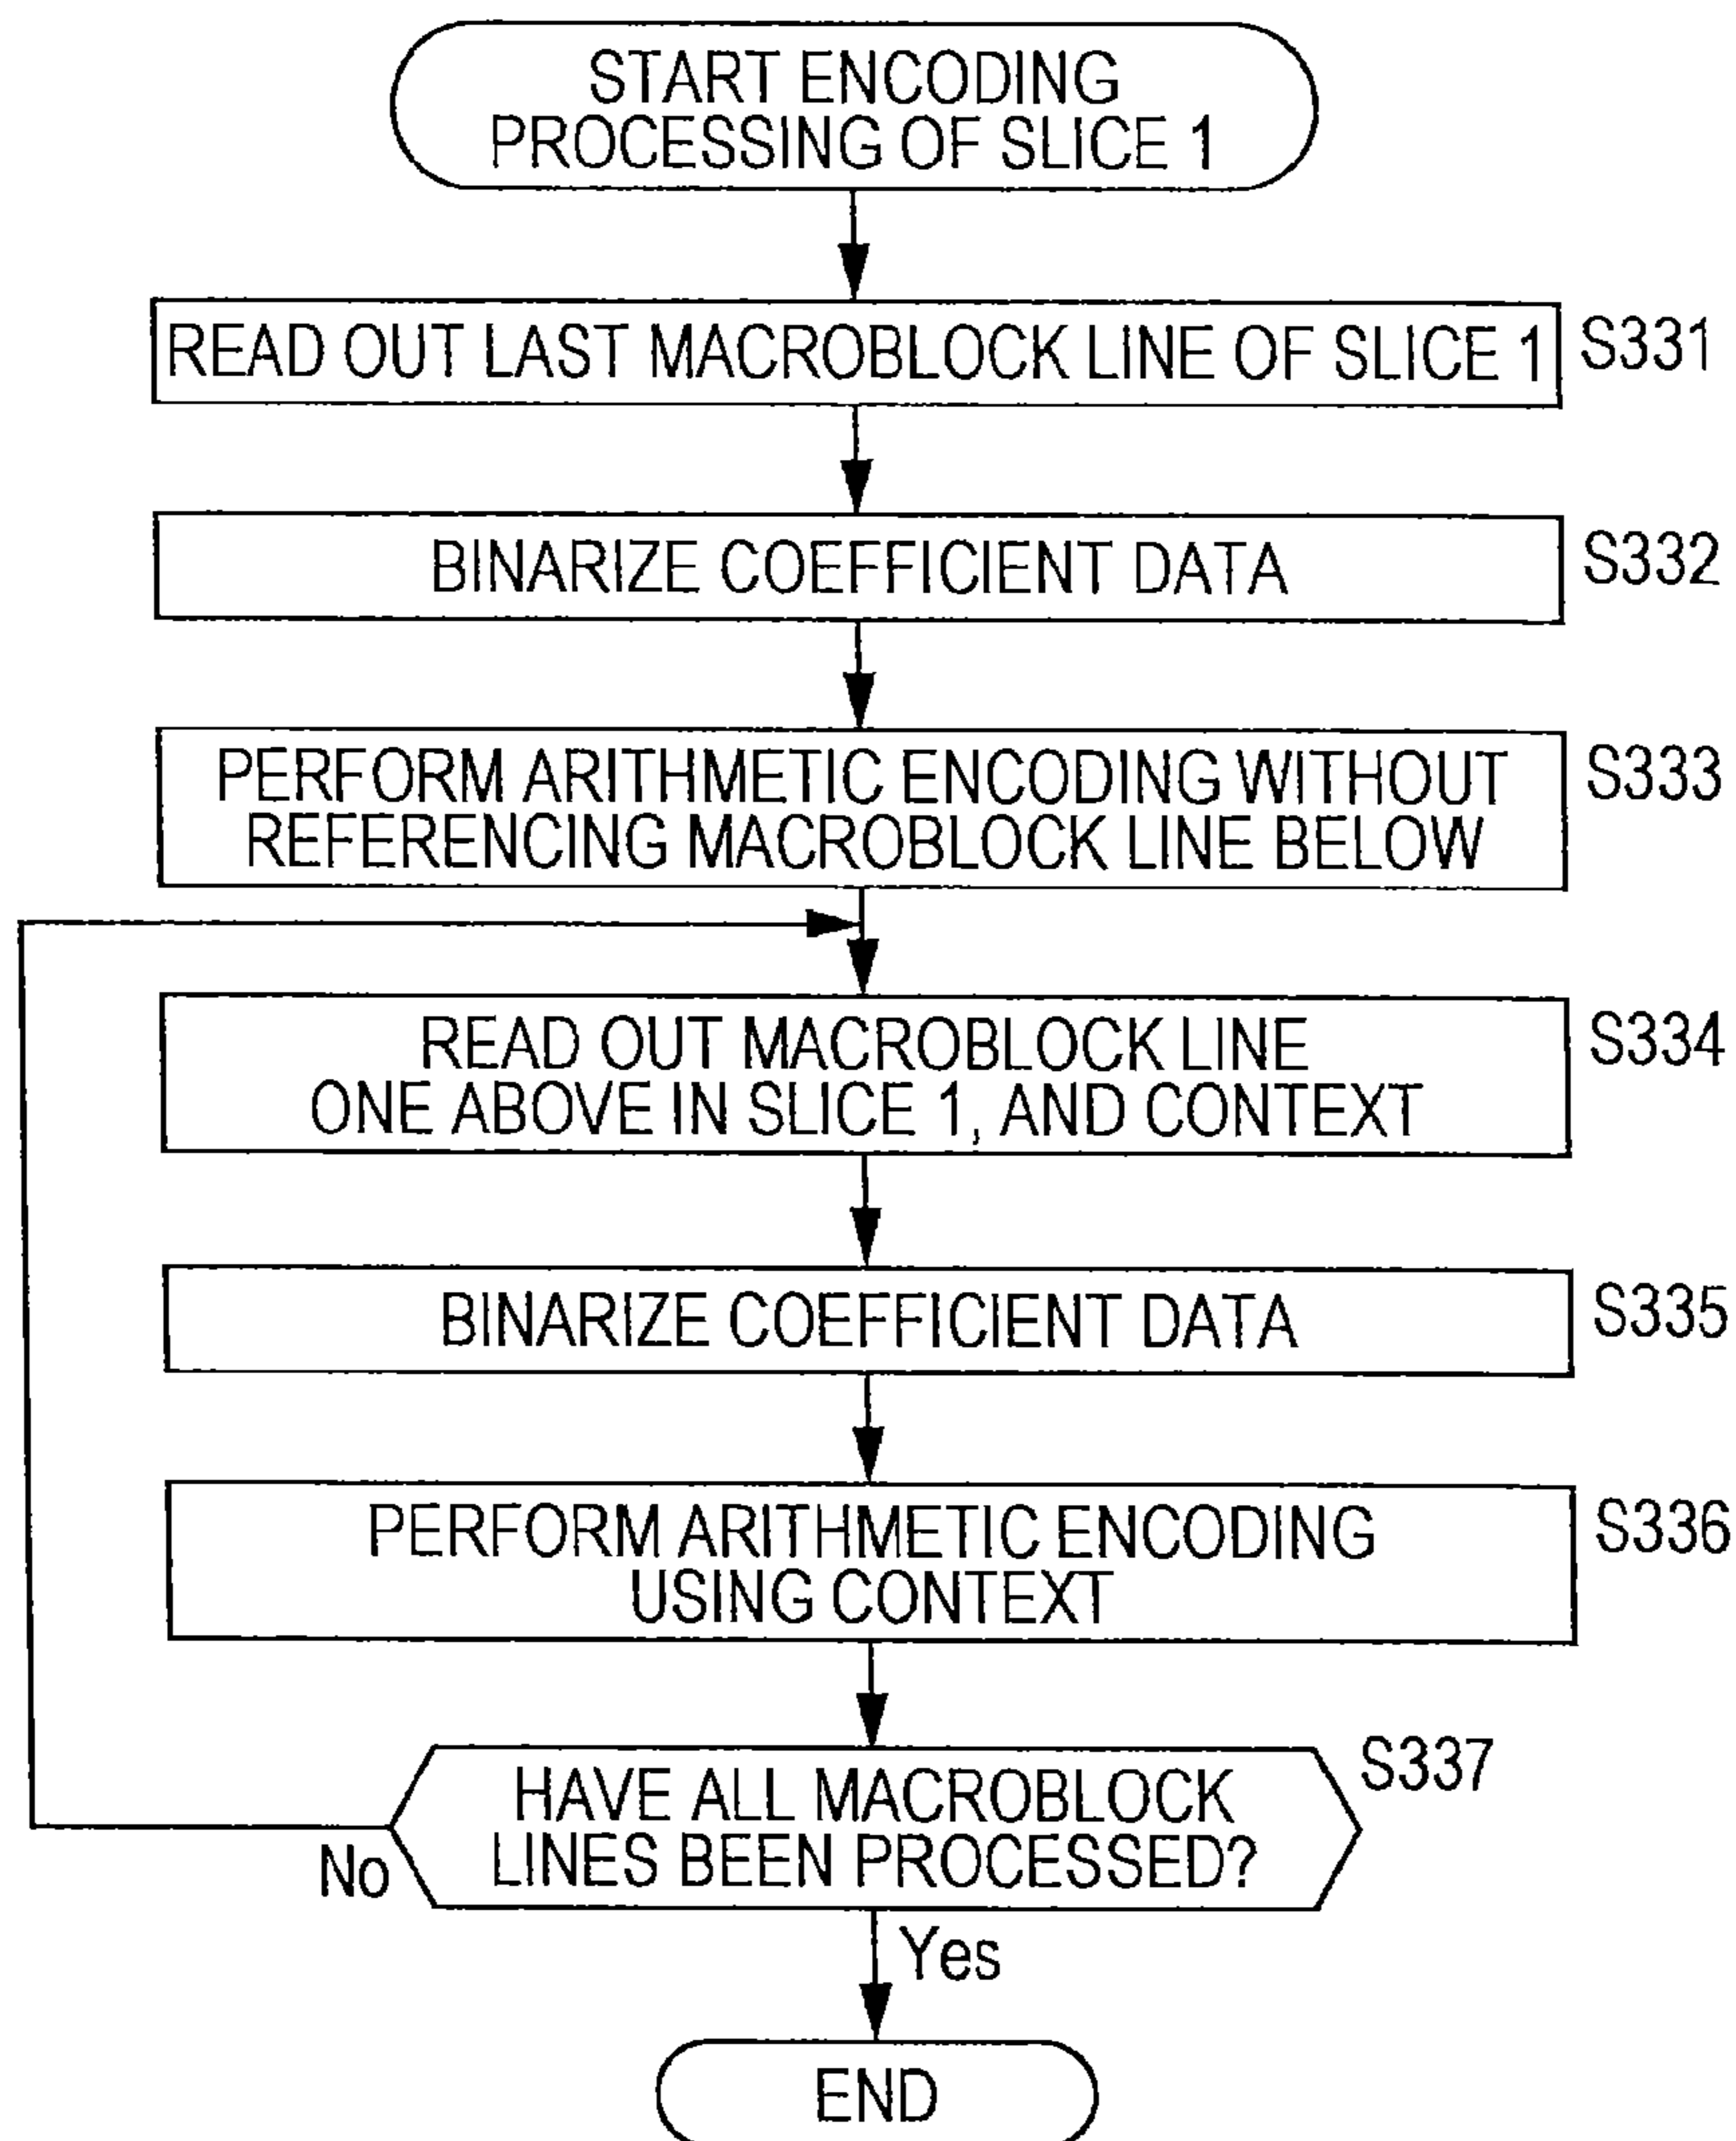 START ENCODING
PROCESSING OF SLICE 1
READ OUT LAST MACROBLOCK LINE OF SLICE 1
S331
BINARIZE COEFFICIENT DATA
S332
PERFORM ARITHMETIC ENCODING WITHOUT
REFERENCING MACROBLOCK LINE BELOW
S333
READ OUT MACROBLOCK LINE
ONE ABOVE IN SLICE 1, AND CONTEXT
S334
BINARIZE COEFFICIENT DATA
S335
PERFORM ARITHMETIC ENCODING
USING CONTEXT
S336
HAVE ALL MACROBLOCK
LINES BEEN PROCESSED?
S337
No
Yes
END